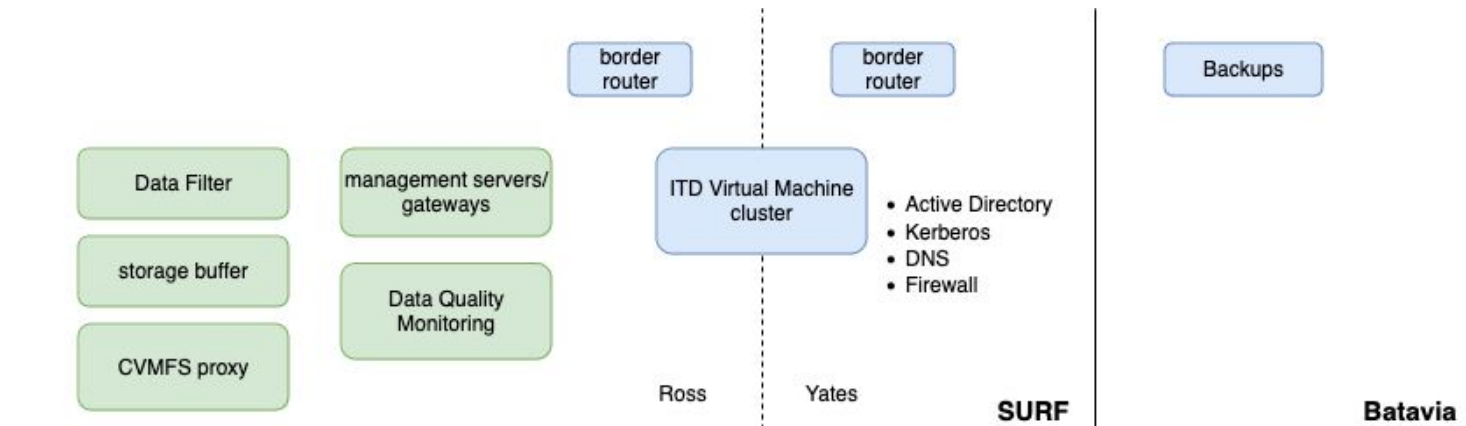 border
router
border
router
Backups
Data Filter
management servers/
gateways
ITD Virtual Machine
cluster
• Active Directory
• Kerberos
• DNS
• Firewall
storage buffer
Data Quality
Monitoring
CVMFS proxy
Ross
Yates
SURF
Batavia